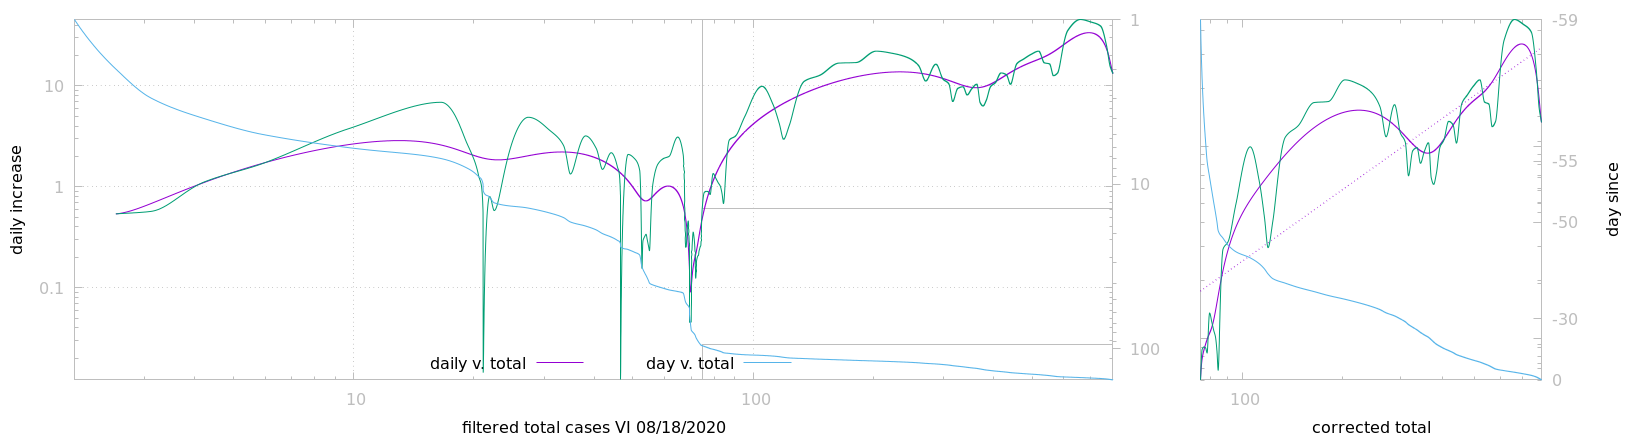 1
-59
10
-55
daily increase
1
10
-50
day since
0.1
-30
daily v. total
day v. total
100
0
10
100
100
filtered total cases VI 08/18/2020
corrected total